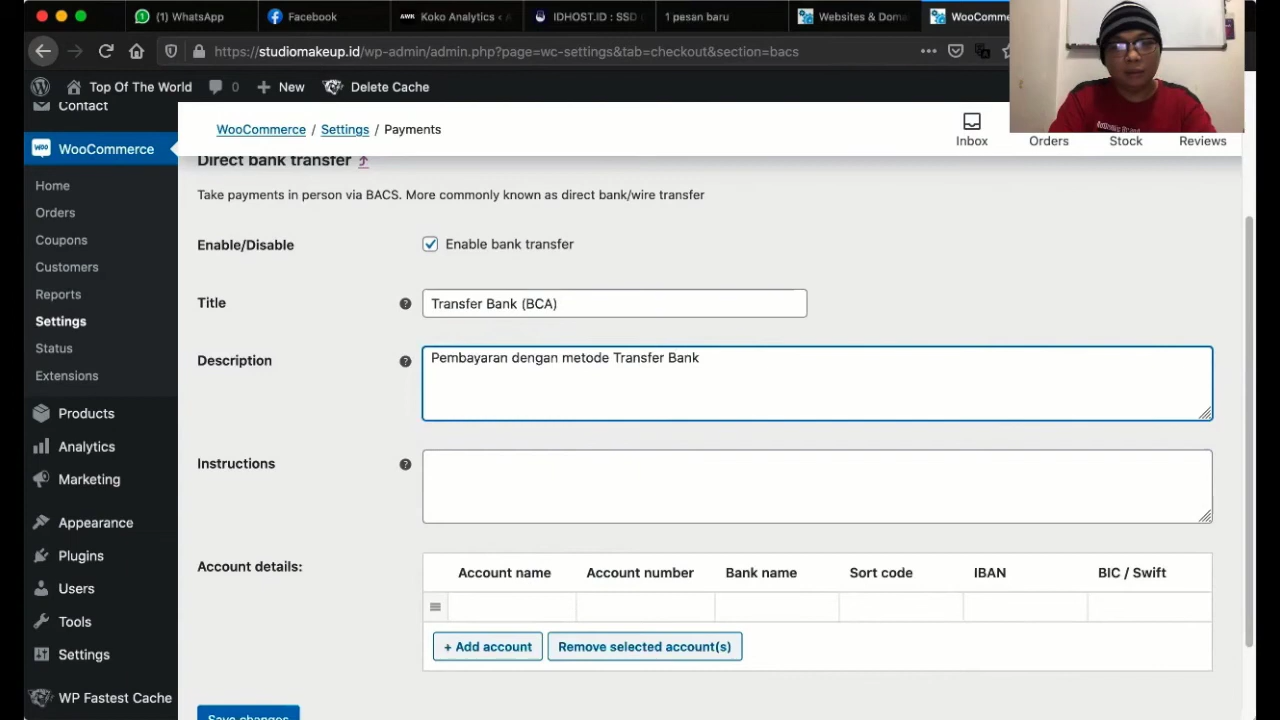 (1) WhatsApp
Facebook
AWK Koko Analytics ‹ A
IDHOST.ID : SSD
1 pesan baru
Websites & Doma
WooComme
https://studiomakeup.id/wp-admin/admin.php?page=wc-settings&tab=checkout&section=bacs
Top Of The World
0
New
Delete Cache
Contact
WooCommerce
Home
Orders
Coupons
Customers
Reports
Settings
Status
Extensions
Products
Analytics
Marketing
Appearance
Plugins
Users
Tools
Settings
WP Fastest Cache
WooCommerce / Settings / Payments
Inbox
Orders
Stock
Reviews
Direct bank transfer
Take payments in person via BACS. More commonly known as direct bank/wire transfer
Enable/Disable
Enable bank transfer
Title
Transfer Bank (BCA)
Description
Pembayaran dengan metode Transfer Bank
Instructions
Account details:
Account name Account number Bank name Sort code IBAN BIC / Swift
+ Add account
Remove selected account(s)
Save changes